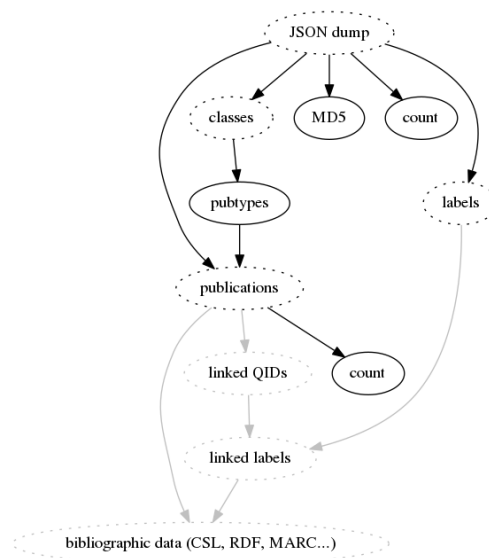 JSON dump
classes
MD5
count
pubtypes
labels
publications
linked QIDs
count
linked labels
bibliographic data (CSL, RDF, MARC...)